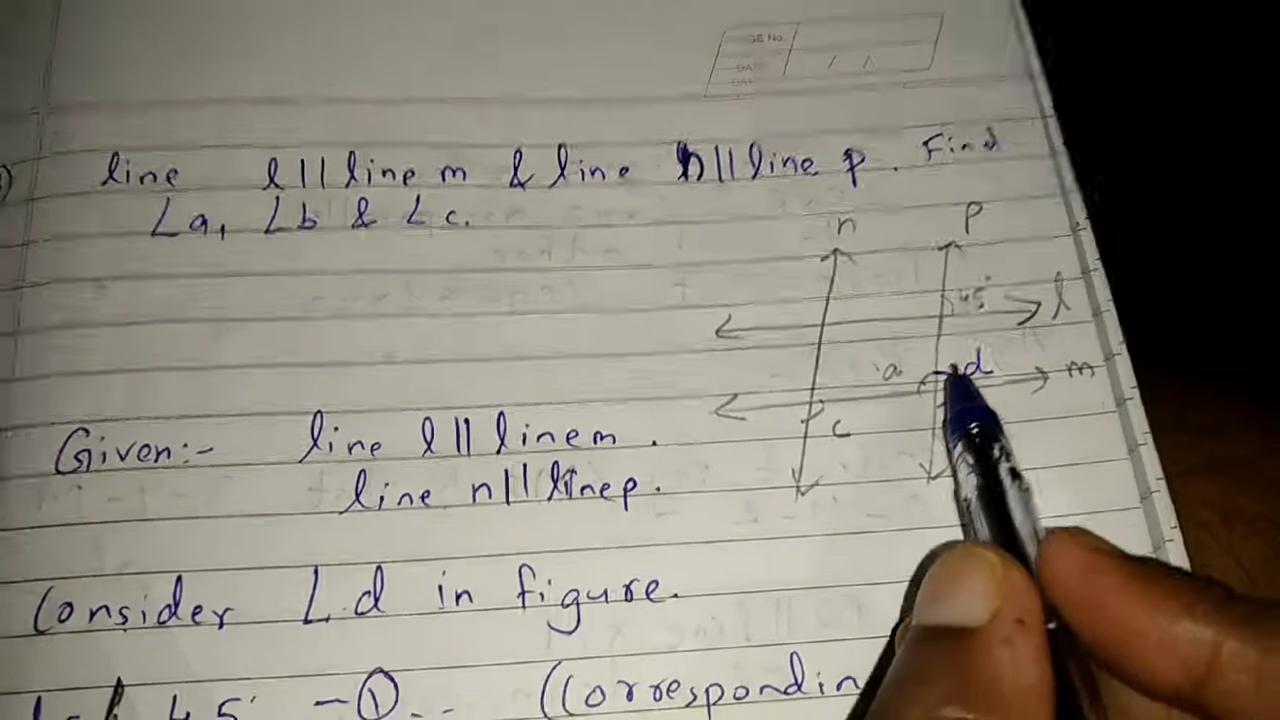 line l || line m & line n || line p. Find
∠a, ∠b & ∠c.
n p
45° l
a d m
c
Given:- line l || line m.
line n || line p.
Consider ∠d in figure.
45° -①.. (Correspondin